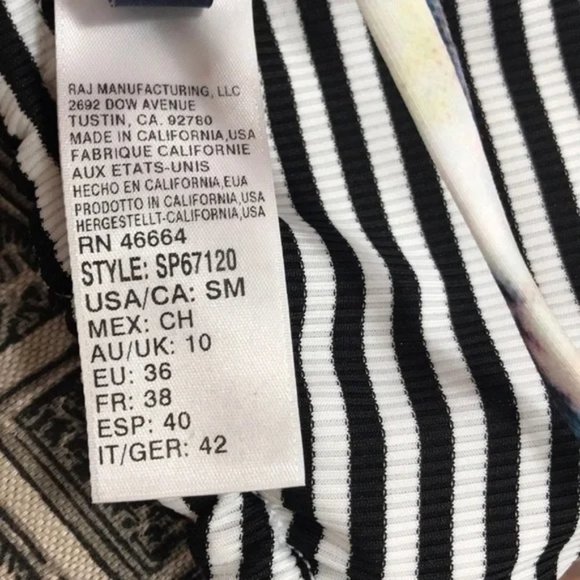 RAJ MANUFACTURING, LLC
2692 DOW AVENUE
TUSTIN, CA. 92780
MADE IN CALIFORNIA,USA
FABRIQUE CALIFORNIE
AUX ETATS-UNIS
HECHO EN CALIFORNIA,EUA
PRODOTTO IN CALIFORNIA,USA
HERGESTELLT-CALIFORNIA,USA
RN 46664
STYLE: SP67120
USA/CA: SM
MEX: CH
AU/UK: 10
EU: 36
FR: 38
ESP: 40
IT/GER: 42